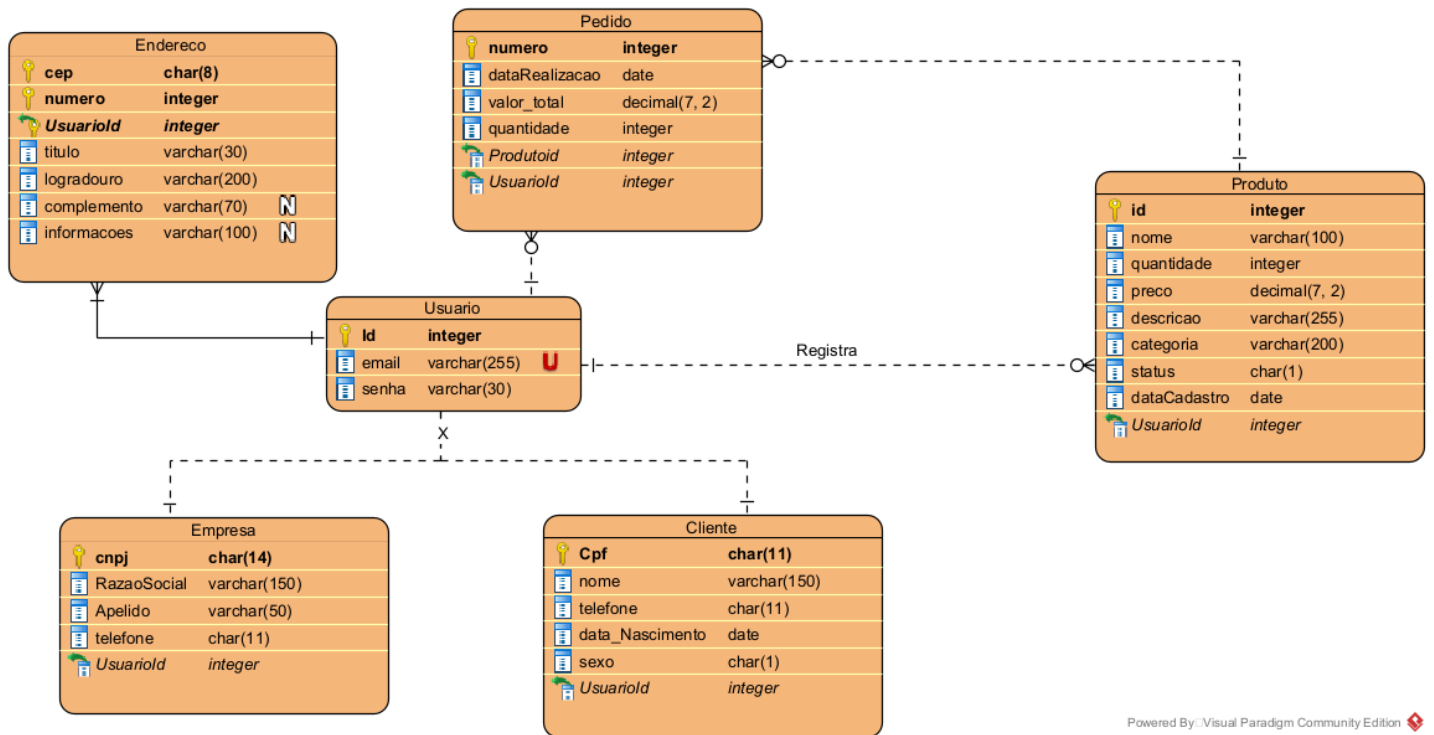 Endereco
cep char(8)
numero integer
UsuarioId integer
titulo varchar(30)
logradouro varchar(200)
complemento varchar(70) N
informacoes varchar(100) N
Pedido
numero integer
dataRealizacao date
valor_total decimal(7, 2)
quantidade integer
Produtoid integer
UsuarioId integer
Produto
id integer
nome varchar(100)
quantidade integer
preco decimal(7, 2)
descricao varchar(255)
categoria varchar(200)
status char(1)
dataCadastro date
UsuarioId integer
Usuario
Id integer
email varchar(255) U
senha varchar(30)
Registra
X
Empresa
cnpj char(14)
RazaoSocial varchar(150)
Apelido varchar(50)
telefone char(11)
UsuarioId integer
Cliente
Cpf char(11)
nome varchar(150)
telefone char(11)
data_Nascimento date
sexo char(1)
UsuarioId integer
Powered By Visual Paradigm Community Edition